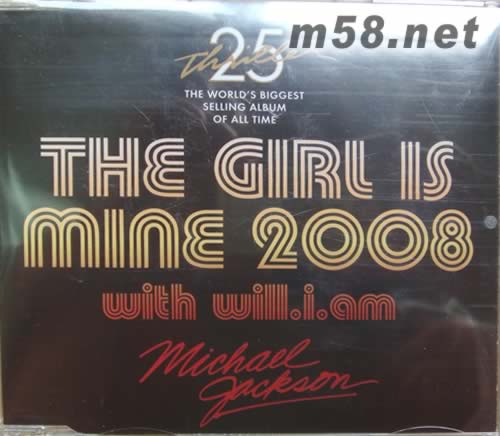 m58.net
Thriller 25
THE WORLD'S BIGGEST
SELLING ALBUM
OF ALL TIME
THE GIRL IS
MINE 2008
with will.i.am
Michael
Jackson